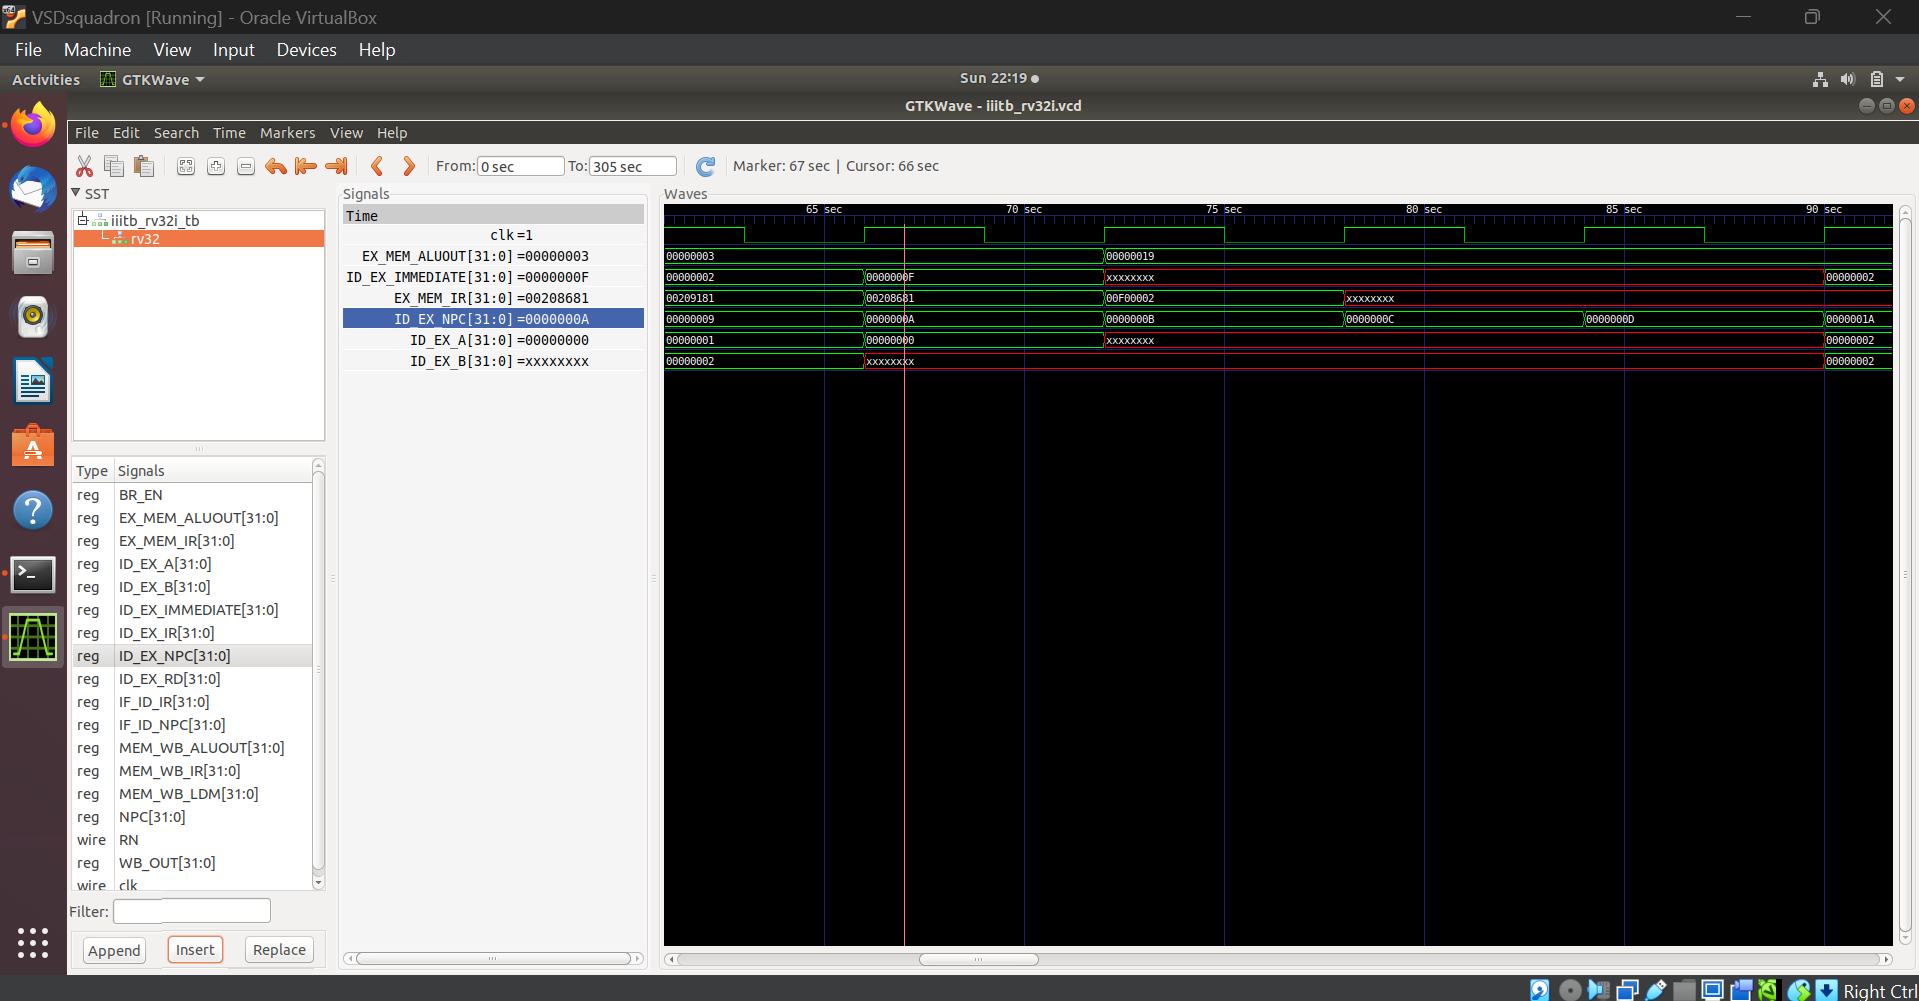 VSDsquadron [Running] - Oracle VirtualBox
File Machine View Input Devices Help
Activities GTKWave Sun 22:19
GTKWave - iiitb_rv32i.vcd
File Edit Search Time Markers View Help
From: 0 sec To: 305 sec Marker: 67 sec | Cursor: 66 sec
SST
iiitb_rv32i_tb
rv32
Type Signals
reg BR_EN
reg EX_MEM_ALUOUT[31:0]
reg EX_MEM_IR[31:0]
reg ID_EX_A[31:0]
reg ID_EX_B[31:0]
reg ID_EX_IMMEDIATE[31:0]
reg ID_EX_IR[31:0]
reg ID_EX_NPC[31:0]
reg ID_EX_RD[31:0]
reg IF_ID_IR[31:0]
reg IF_ID_NPC[31:0]
reg MEM_WB_ALUOUT[31:0]
reg MEM_WB_IR[31:0]
reg MEM_WB_LDM[31:0]
reg NPC[31:0]
wire RN
reg WB_OUT[31:0]
wire clk
Filter:
Append Insert Replace
Signals
Time
clk =1
EX_MEM_ALUOUT[31:0] =00000003
ID_EX_IMMEDIATE[31:0] =0000000F
EX_MEM_IR[31:0] =00208681
ID_EX_NPC[31:0] =0000000A
ID_EX_A[31:0] =00000000
ID_EX_B[31:0] =xxxxxxxx
Waves
65 sec 70 sec 75 sec 80 sec 85 sec 90 sec
00000003 00000019
00000002 0000000F xxxxxxxx 00000002
00209181 00208681 00F00002 xxxxxxxx
00000009 0000000A 0000000B 0000000C 0000000D 0000001A
00000001 00000000 xxxxxxxx 00000002
00000002 xxxxxxxx 00000002
Right Ctrl